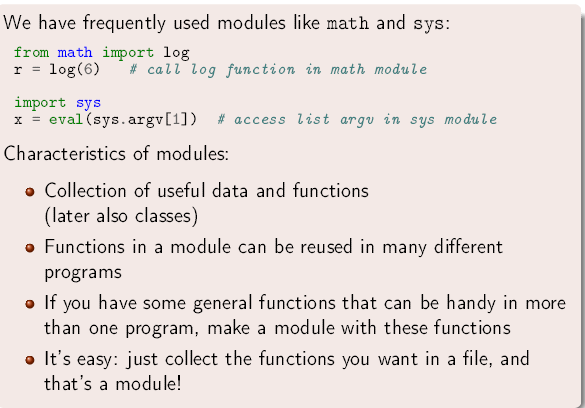 We have frequently used modules like math and sys:
from math import log
r = log(6)   # call log function in math module
import sys
x = eval(sys.argv[1])  # access list argv in sys module
Characteristics of modules:
Collection of useful data and functions
(later also classes)
Functions in a module can be reused in many different
programs
If you have some general functions that can be handy in more
than one program, make a module with these functions
It's easy: just collect the functions you want in a file, and
that's a module!